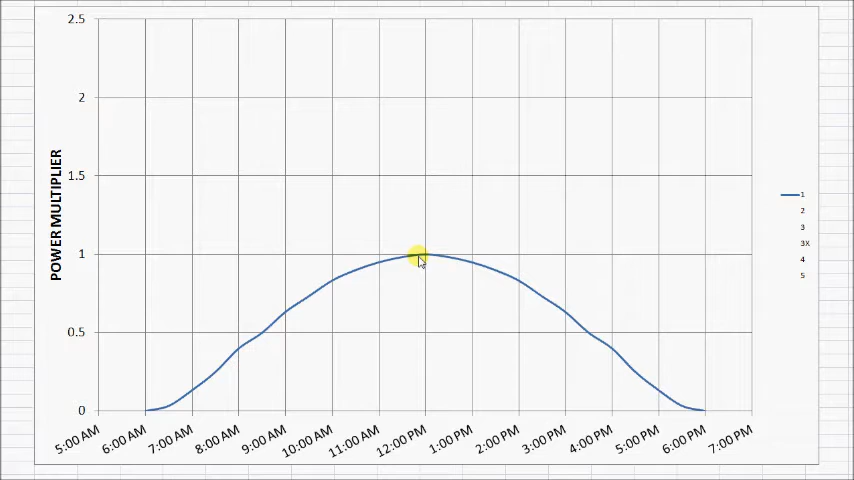 2.5
2
1.5
1
0.5
0
POWER MULTIPLIER
5:00 AM
6:00 AM
7:00 AM
8:00 AM
9:00 AM
10:00 AM
11:00 AM
12:00 PM
1:00 PM
2:00 PM
3:00 PM
4:00 PM
5:00 PM
6:00 PM
7:00 PM
1
2
3
3X
4
5